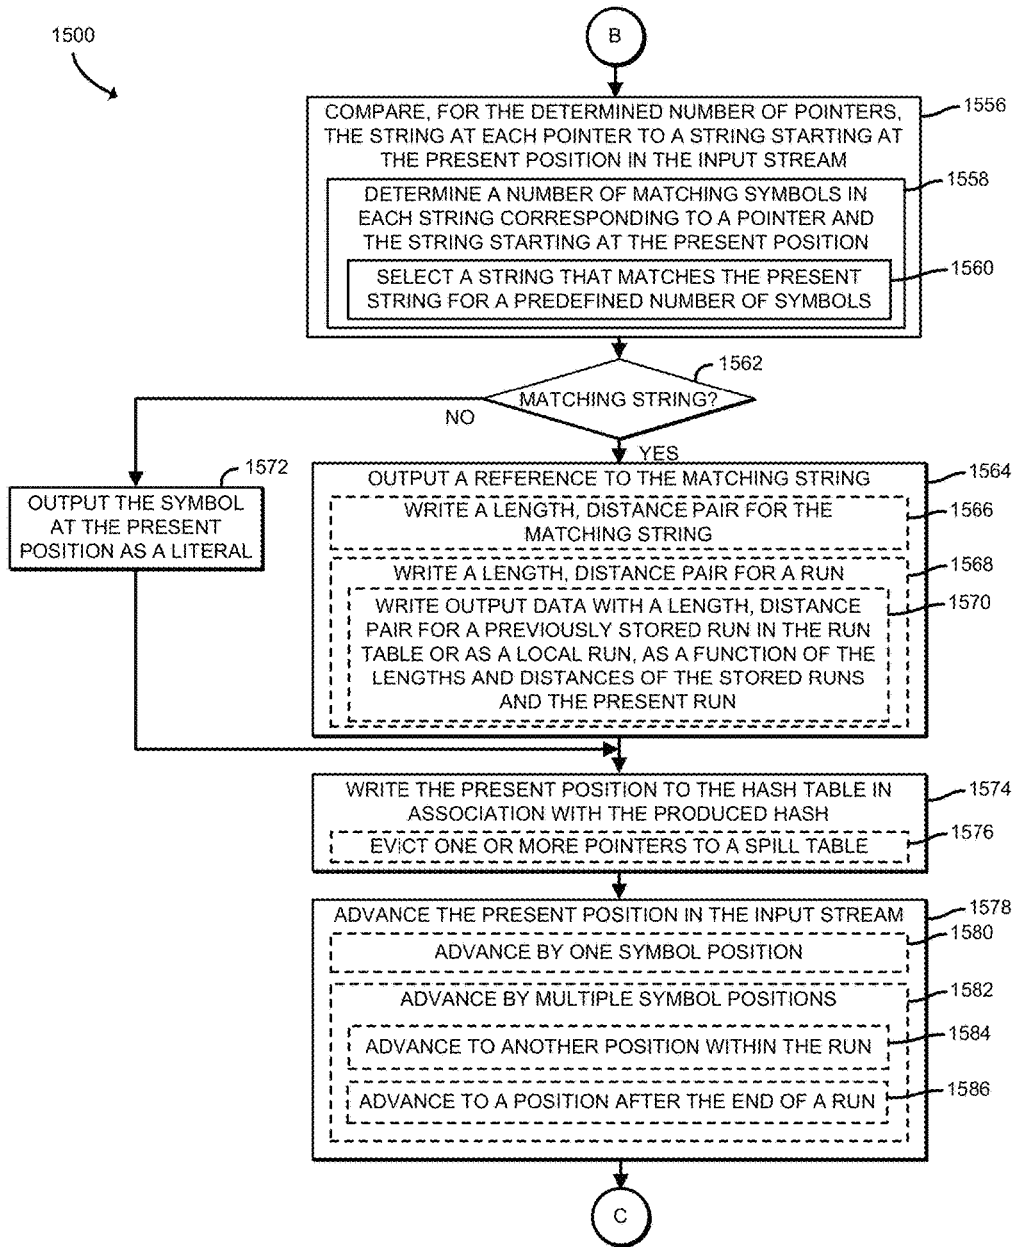 1500
B
COMPARE, FOR THE DETERMINED NUMBER OF POINTERS,
THE STRING AT EACH POINTER TO A STRING STARTING AT
THE PRESENT POSITION IN THE INPUT STREAM
1556
DETERMINE A NUMBER OF MATCHING SYMBOLS IN
EACH STRING CORRESPONDING TO A POINTER AND
THE STRING STARTING AT THE PRESENT POSITION
1558
SELECT A STRING THAT MATCHES THE PRESENT
STRING FOR A PREDEFINED NUMBER OF SYMBOLS
1560
MATCHING STRING?
1562
NO
YES
OUTPUT THE SYMBOL
AT THE PRESENT
POSITION AS A LITERAL
1572
OUTPUT A REFERENCE TO THE MATCHING STRING
1564
WRITE A LENGTH, DISTANCE PAIR FOR THE
MATCHING STRING
1566
WRITE A LENGTH, DISTANCE PAIR FOR A RUN
1568
WRITE OUTPUT DATA WITH A LENGTH, DISTANCE
PAIR FOR A PREVIOUSLY STORED RUN IN THE RUN
TABLE OR AS A LOCAL RUN, AS A FUNCTION OF THE
LENGTHS AND DISTANCES OF THE STORED RUNS
AND THE PRESENT RUN
1570
WRITE THE PRESENT POSITION TO THE HASH TABLE IN
ASSOCIATION WITH THE PRODUCED HASH
1574
EVICT ONE OR MORE POINTERS TO A SPILL TABLE
1576
ADVANCE THE PRESENT POSITION IN THE INPUT STREAM
1578
ADVANCE BY ONE SYMBOL POSITION
1580
ADVANCE BY MULTIPLE SYMBOL POSITIONS
1582
ADVANCE TO ANOTHER POSITION WITHIN THE RUN
1584
ADVANCE TO A POSITION AFTER THE END OF A RUN
1586
C